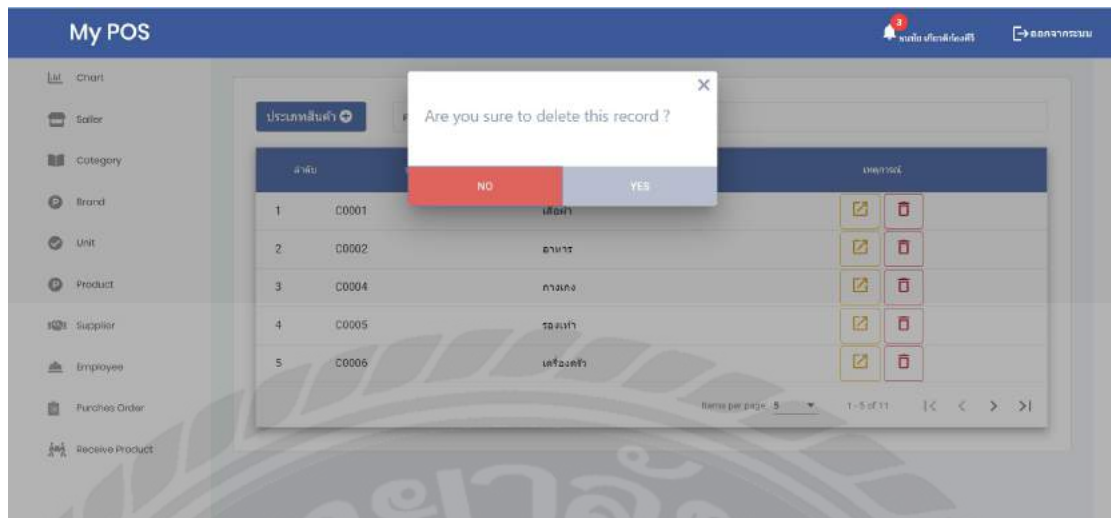 My POS
3
ออกจากระบบ
Chart
Sailor
Category
Brand
Unit
Product
Supplier
Employee
Purches Order
Receive Product
ประเภทสินค้า
Are you sure to delete this record ?
NO YES
ลำดับ เหตุการณ์
1 C0001 เสื้อผ้า
2 C0002 อาหาร
3 C0004 กางเกง
4 C0005 รองเท้า
5 C0006 เครื่องครัว
Items per page 5 1 - 5 of 11